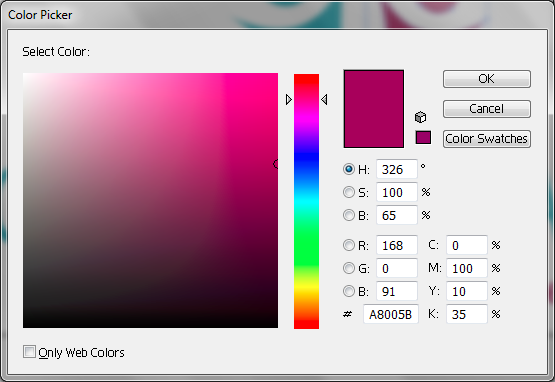 Color Picker
Select Color:
OK
Cancel
Color Swatches
H: 326 °
S: 100 %
B: 65 %
R: 168 C: 0 %
G: 0 M: 100 %
B: 91 Y: 10 %
# A8005B K: 35 %
Only Web Colors